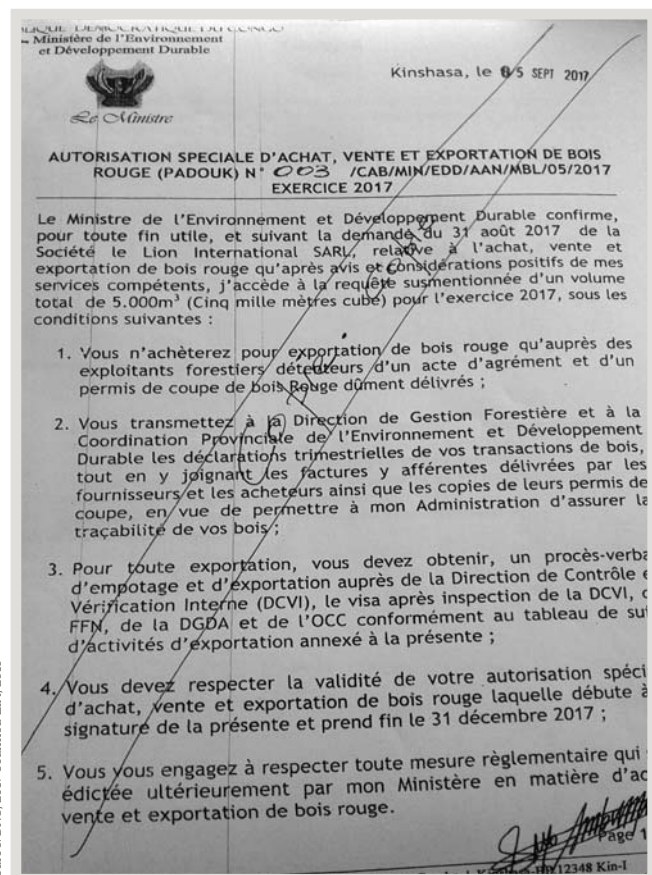 - Ministère de l'Environnement
et Développement Durable
Le Ministre
Kinshasa, le 05 SEPT 2017
AUTORISATION SPECIALE D'ACHAT, VENTE ET EXPORTATION DE BOIS
ROUGE (PADOUK) N° 003 /CAB/MIN/EDD/AAN/MBL/05/2017
EXERCICE 2017
Le Ministre de l'Environnement et Développement Durable confirme,
pour toute fin utile, et suivant la demande du 31 août 2017 de la
Société le Lion International SARL, relative à l'achat, vente et
exportation de bois rouge qu'après avis et considérations positifs de mes
services compétents, j'accède à la requête susmentionnée d'un volume
total de 5.000m³ (Cinq mille mètres cube) pour l'exercice 2017, sous les
conditions suivantes :
1. Vous n'achèterez pour exportation de bois rouge qu'auprès des
exploitants forestiers détenteurs d'un acte d'agrément et d'un
permis de coupe de bois Rouge dûment délivrés ;
2. Vous transmettez à la Direction de Gestion Forestière et à la
Coordination Provinciale de l'Environnement et Développement
Durable les déclarations trimestrielles de vos transactions de bois,
tout en y joignant les factures y afférentes délivrées par les
fournisseurs et les acheteurs ainsi que les copies de leurs permis de
coupe, en vue de permettre à mon Administration d'assurer la
traçabilité de vos bois ;
3. Pour toute exportation, vous devez obtenir, un procès-verba
d'empotage et d'exportation auprès de la Direction de Contrôle e
Vérification Interne (DCVI), le visa après inspection de la DCVI, d
FFN, de la DGDA et de l'OCC conformément au tableau de sui
d'activités d'exportation annexé à la présente ;
4. Vous devez respecter la validité de votre autorisation spéci
d'achat, vente et exportation de bois rouge laquelle débute à
signature de la présente et prend fin le 31 décembre 2017 ;
5. Vous vous engagez à respecter toute mesure règlementaire qui
édictée ultérieurement par mon Ministère en matière d'ac
vente et exportation de bois rouge.
Page 1
12348 Kin-I